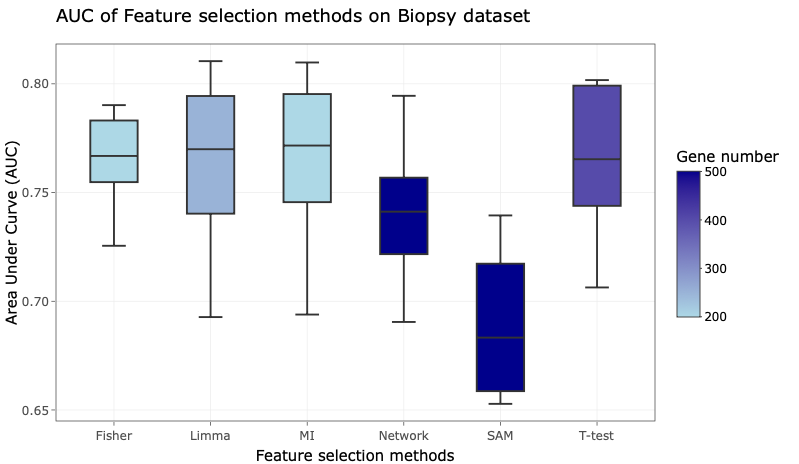 AUC of Feature selection methods on Biopsy dataset
Area Under Curve (AUC)
0.80
0.75
0.70
0.65
Fisher Limma MI Network SAM T-test
Feature selection methods
Gene number
500
400
300
200